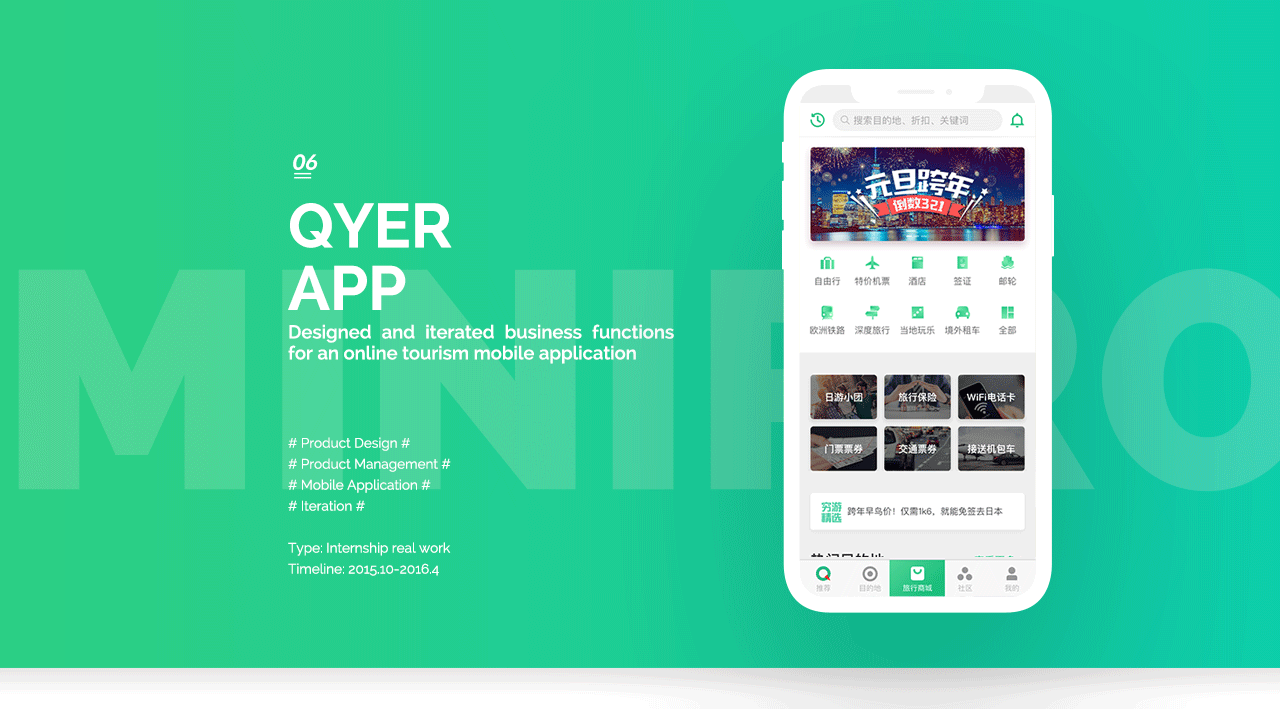 06
QYER
APP
Designed and iterated business functions
for an online tourism mobile application
# Product Design #
# Product Management #
# Mobile Application #
# Iteration #
Type: Internship real work
Timeline: 2015.10-2016.4
MINIPRO
搜索目的地、折扣、关键词
元旦跨年
倒数321
自由行 特价机票 酒店 签证 邮轮
欧洲铁路 深度旅行 当地玩乐 境外租车 全部
日游小团 旅行保险 WiFi电话卡
门票票券 交通票券 接送机包车
穷游
精选 跨年早鸟价！仅需1k6，就能免签去日本
推荐 目的地 旅行商城 社区 我的